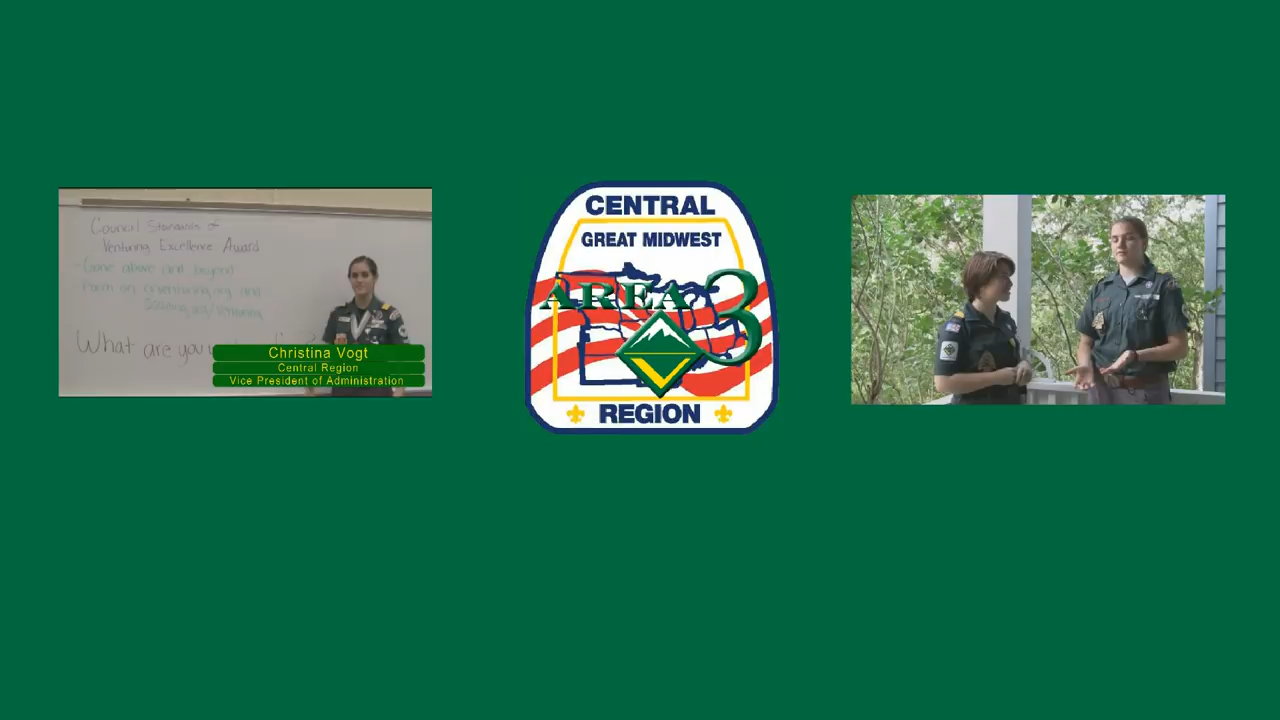 Council Standards of
Venturing Excellence Award
- Gone above and beyond
and
What are you
Christina Vogt
Central Region
Vice President of Administration
CENTRAL
GREAT MIDWEST
AREA 3
REGION